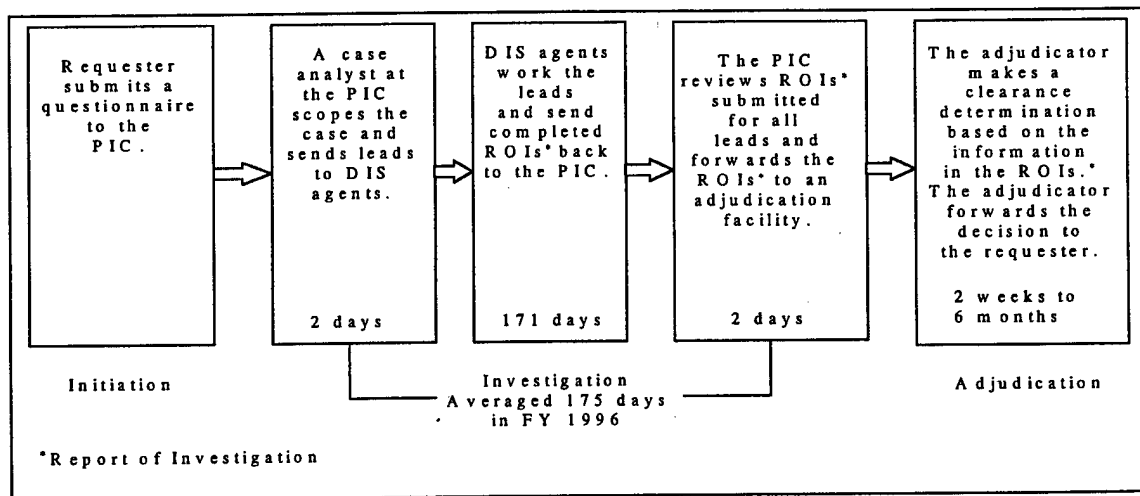 Requester
submits a
questionnaire
to the
PIC.
A case
analyst at
the PIC
scopes the
case and
sends leads
to DIS
agents.
2 days
DIS agents
work the
leads
and send
completed
ROIs* back
to the PIC.
171 days
The PIC
reviews ROIs*
submitted
for all
leads and
forwards the
ROIs* to an
adjudication
facility.
2 days
The adjudicator
makes a
clearance
determination
based on the
information
in the ROIs.*
The adjudicator
forwards the
decision to
the requester.
2 weeks to
6 months
Initiation
Investigation
Averaged 175 days
in FY 1996
Adjudication
*Report of Investigation